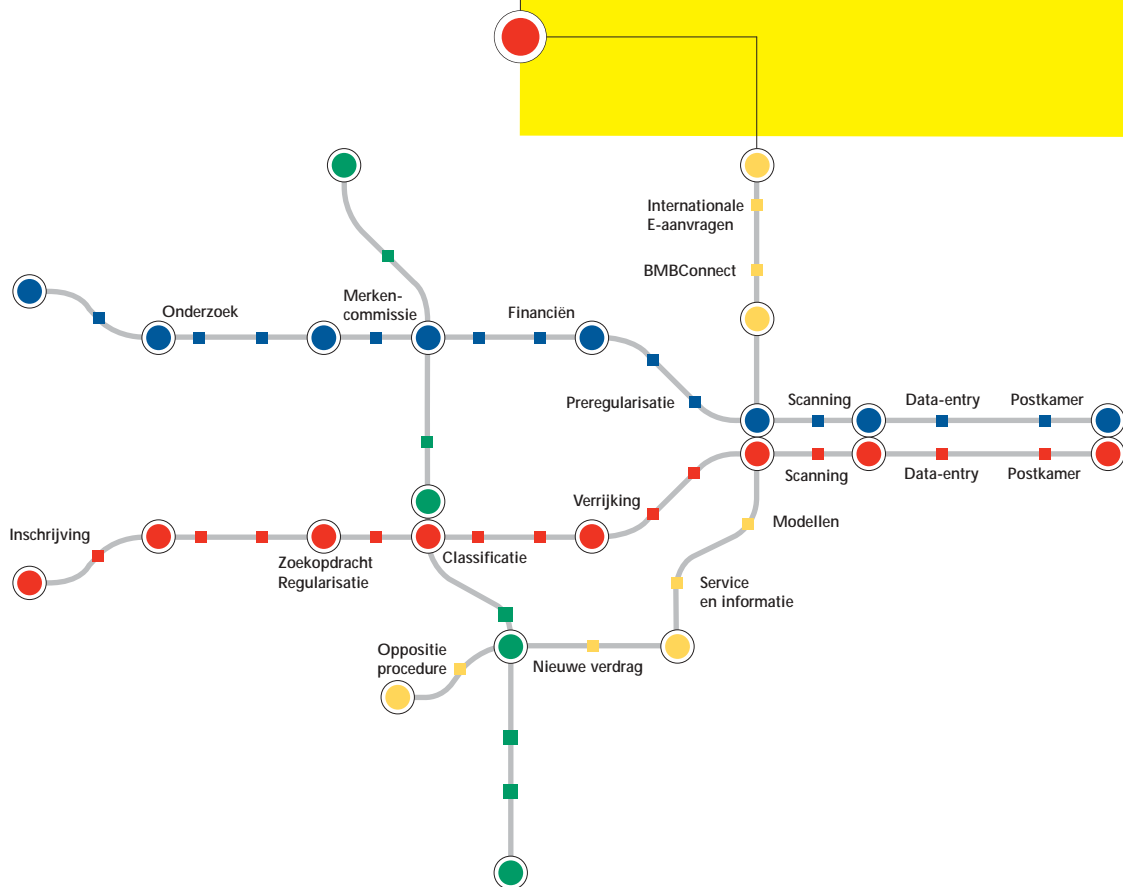 Internationale
E-aanvragen
BMBConnect
Onderzoek
Merken-
commissie
Financiën
Preregularisatie
Scanning
Data-entry
Postkamer
Scanning
Data-entry
Postkamer
Verrijking
Inschrijving
Zoekopdracht
Regularisatie
Classificatie
Modellen
Service
en informatie
Oppositie
procedure
Nieuwe verdrag